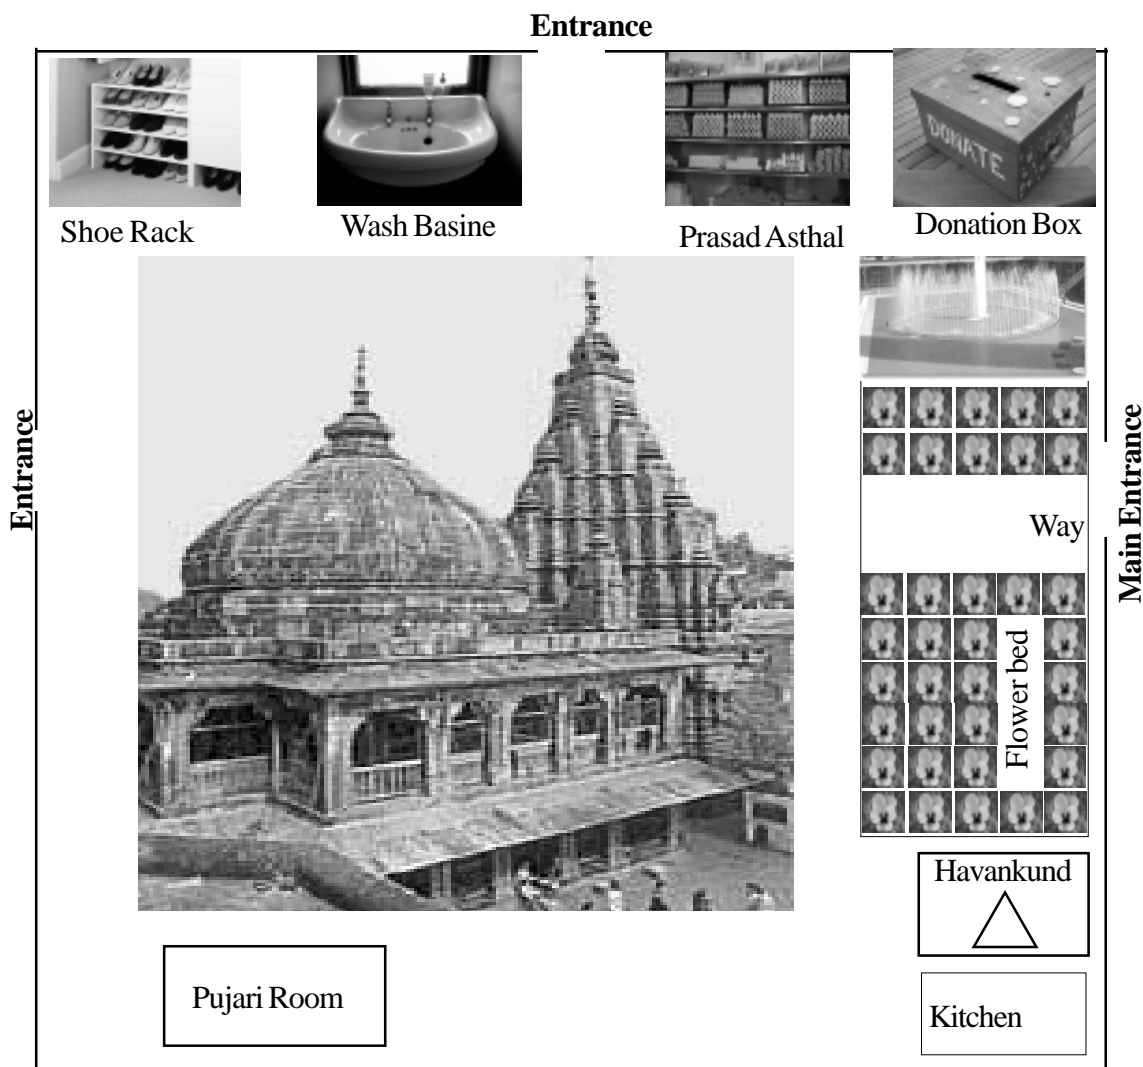 Entrance
DONATE
Shoe Rack
Wash Basine
Prasad Asthal
Donation Box
Entrance
Main Entrance
Way
Flower bed
Havankund
Pujari Room
Kitchen